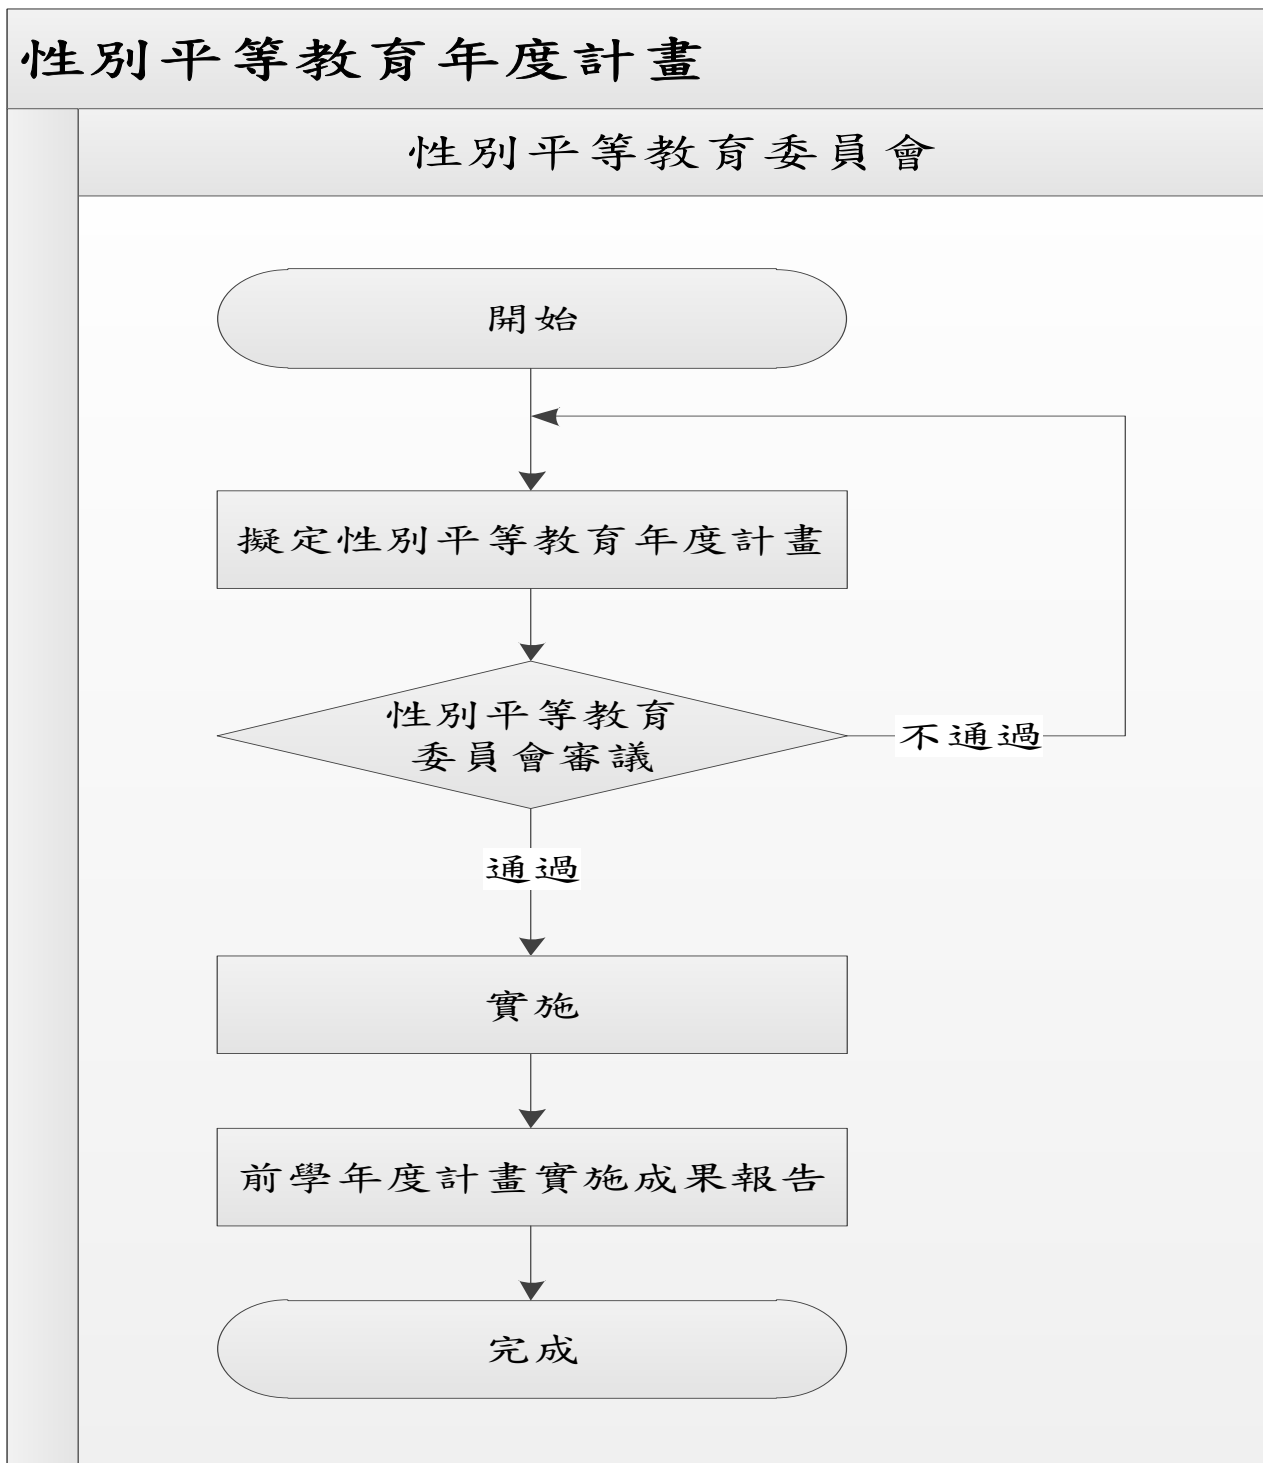 性別平等教育年度計畫
性別平等教育委員會
開始
擬定性別平等教育年度計畫
性別平等教育
委員會審議
不通過
通過
實施
前學年度計畫實施成果報告
完成